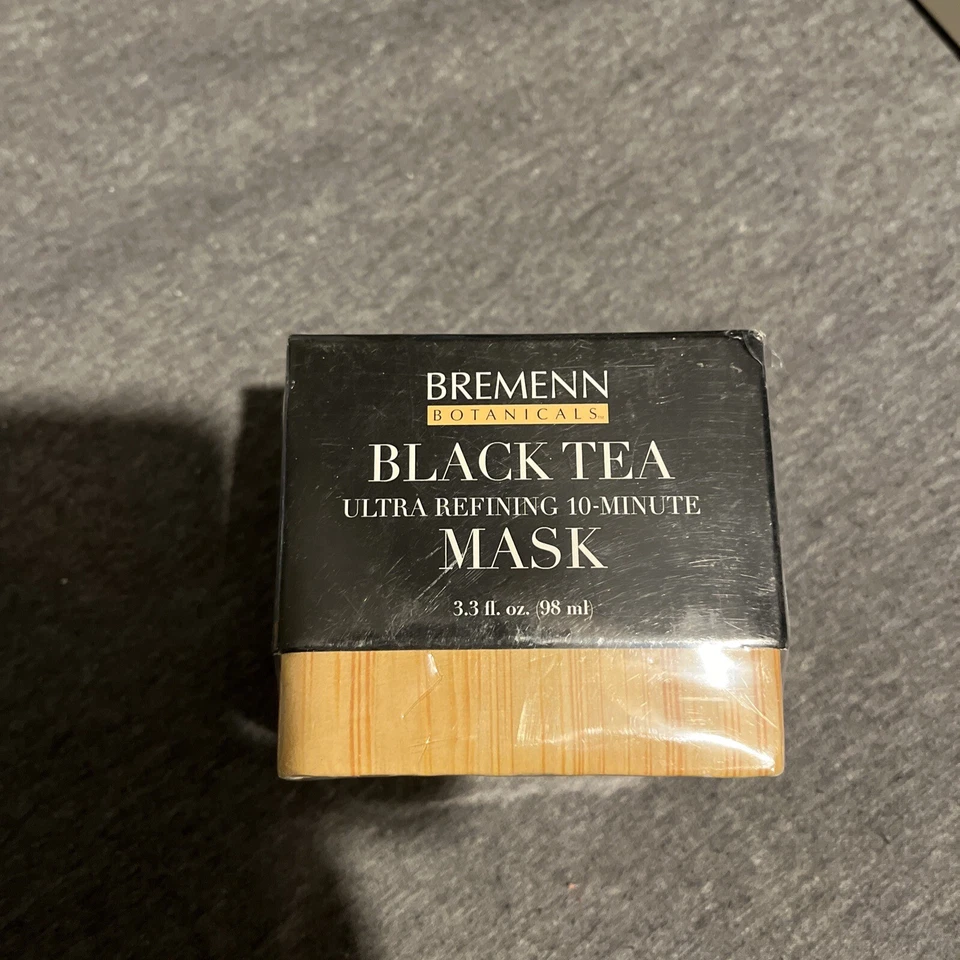 BREMENN
BOTANICALS
BLACK TEA
ULTRA REFINING 10-MINUTE
MASK
3.3 fl. oz. (98 ml)